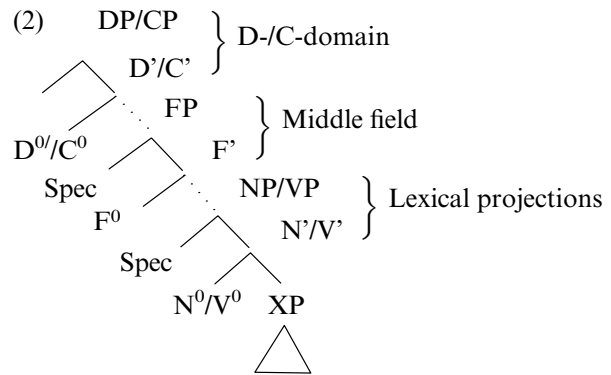 (2) DP/CP
D-/C-domain
D’/C’
FP
Middle field
D⁰/′/C⁰
F’
Spec
NP/VP
Lexical projections
F⁰
N’/V’
Spec
N⁰/V⁰ XP